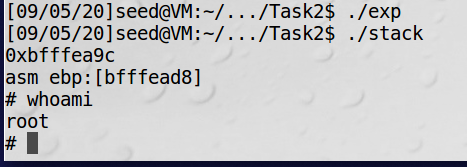 [09/05/20]seed@VM:~/.../Task2$ ./exp
[09/05/20]seed@VM:~/.../Task2$ ./stack
0xbfffea9c
asm ebp:[bfffead8]
# whoami
root
#